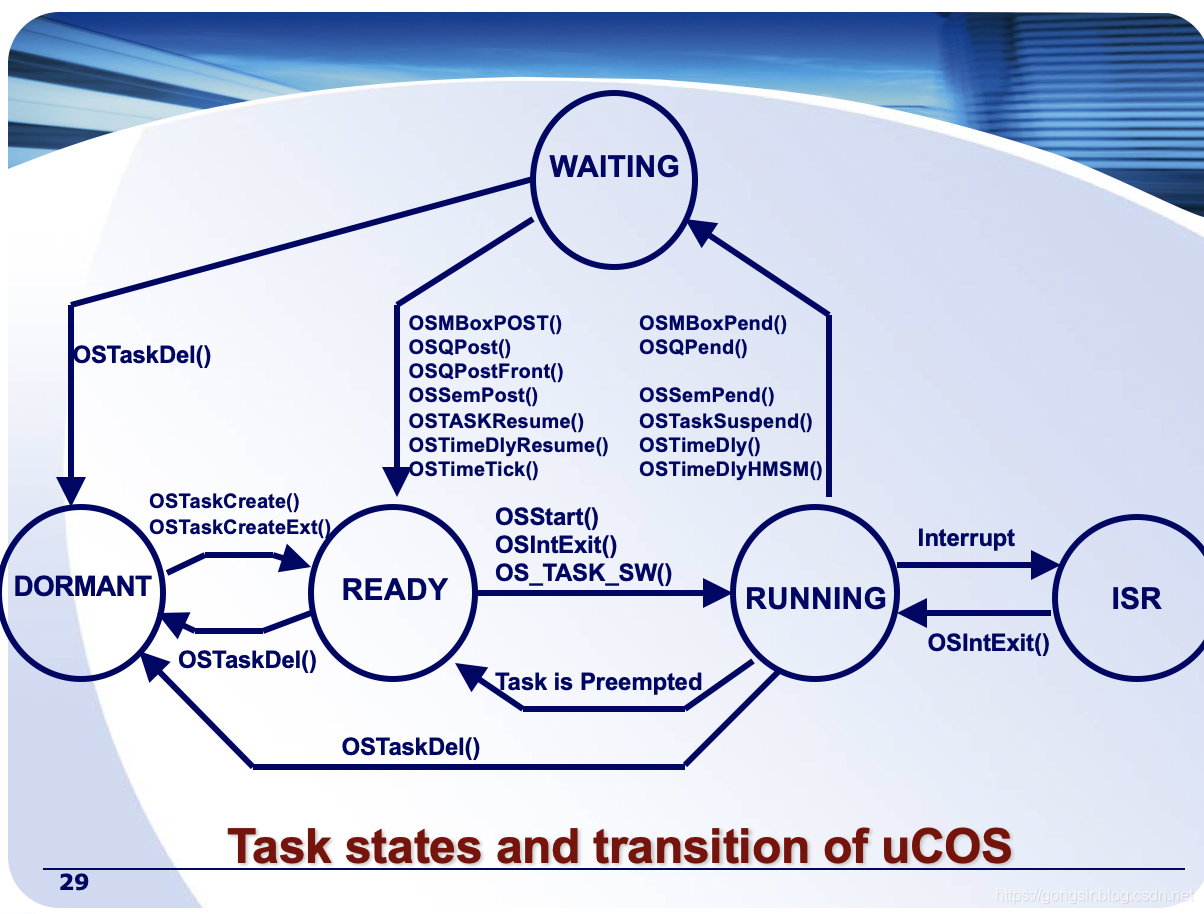 WAITING
OSMBoxPOST()
OSQPost()
OSQPostFront()
OSSemPost()
OSTASKResume()
OSTimeDlyResume()
OSTimeTick()
OSMBoxPend()
OSQPend()
OSSemPend()
OSTaskSuspend()
OSTimeDly()
OSTimeDlyHMSM()
OSTaskDel()
OSTaskCreate()
OSTaskCreateExt()
OSStart()
OSIntExit()
OS_TASK_SW()
Interrupt
DORMANT
READY
RUNNING
ISR
OSIntExit()
OSTaskDel()
Task is Preempted
OSTaskDel()
Task states and transition of uCOS
29
https://gongsir.blog.csdn.net